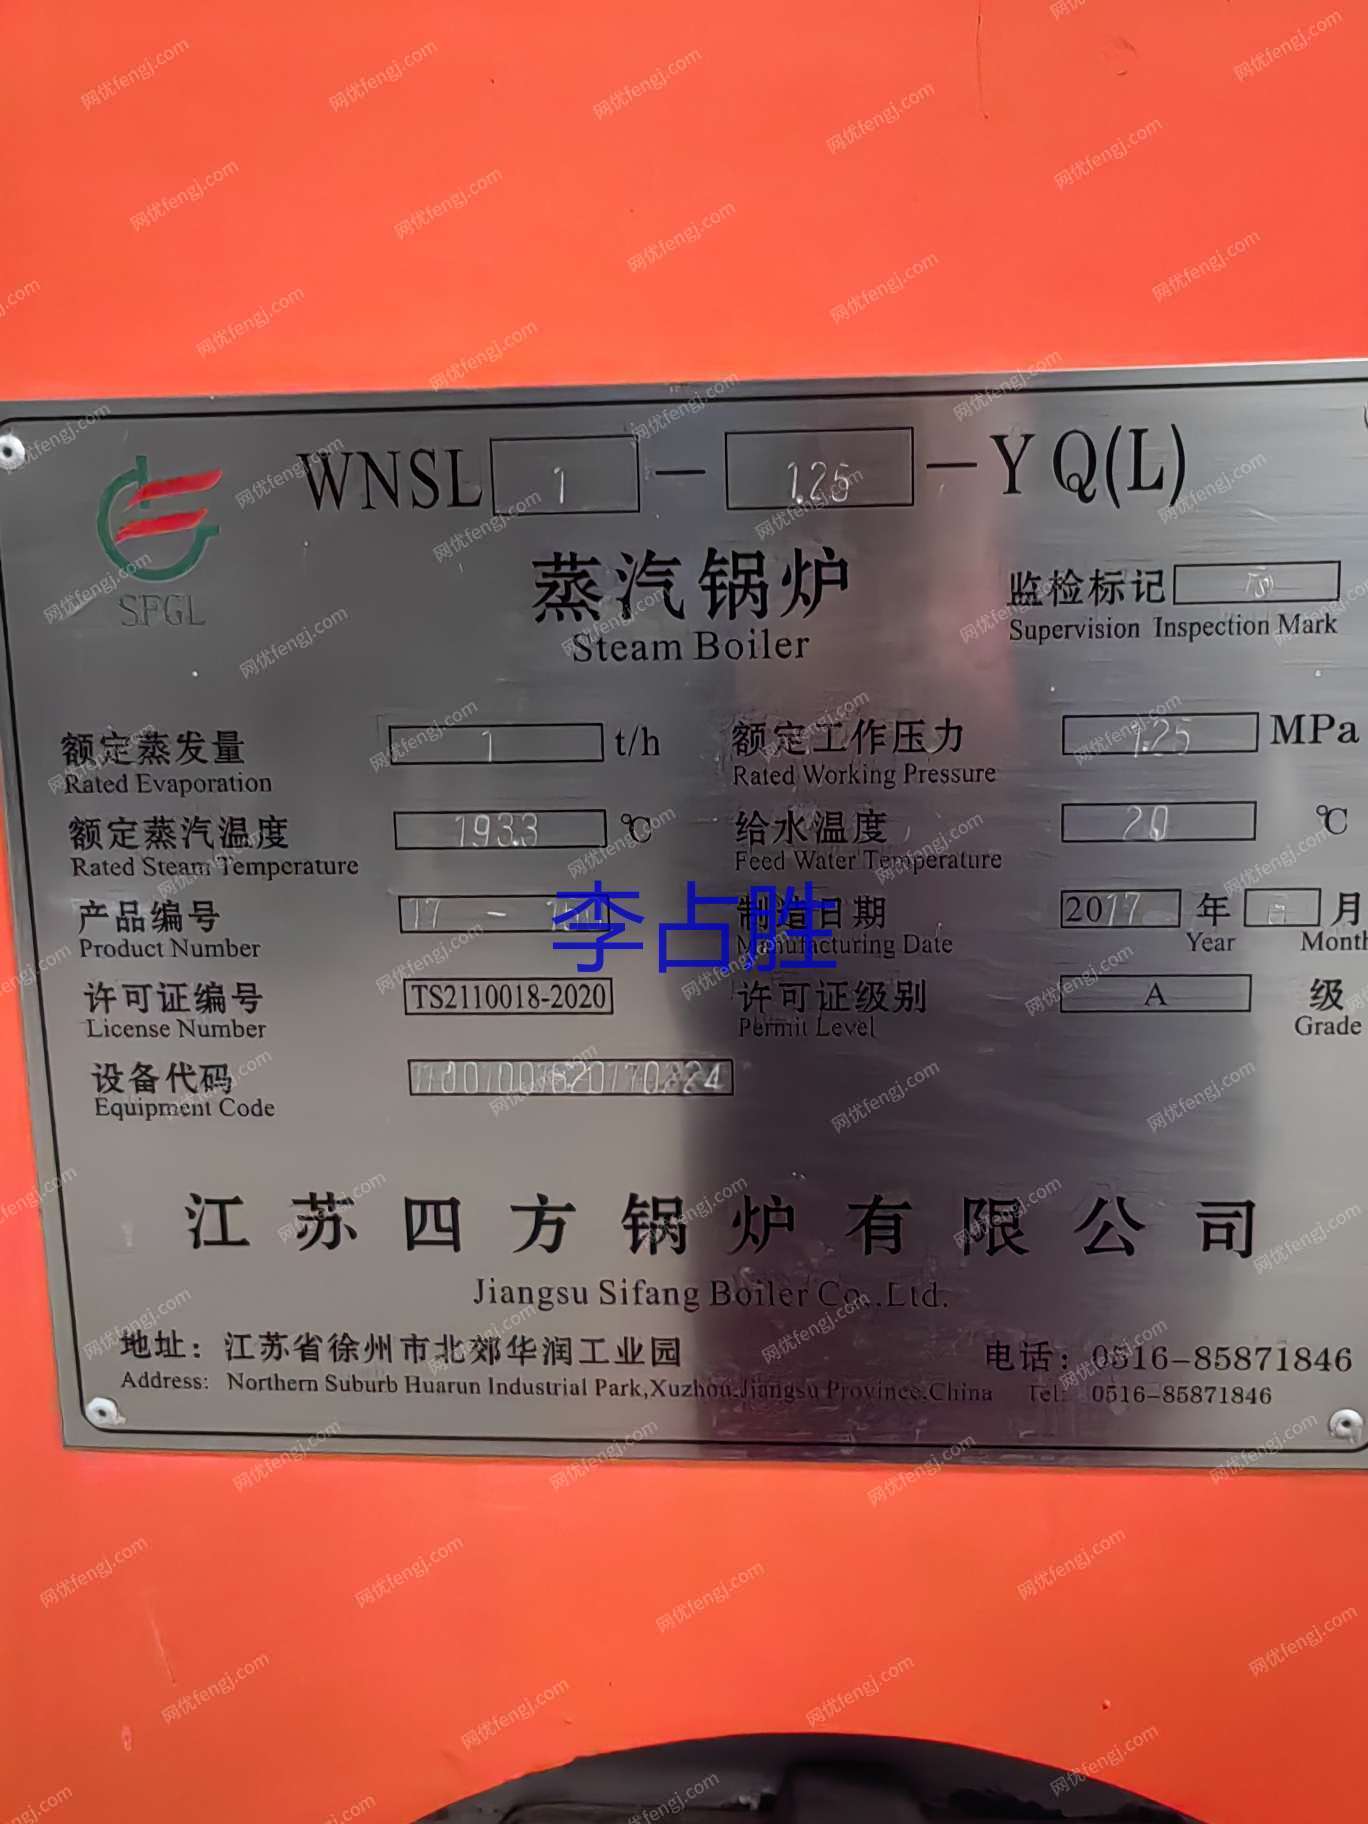 WNSL 1 - 1.25 - YQ(L)
SFGL
蒸汽锅炉
Steam Boiler
监检标记
Supervision Inspection Mark
额定蒸发量 1 t/h 额定工作压力 1.25 MPa
Rated Evaporation Rated Working Pressure
额定蒸汽温度 193.3 ℃ 给水温度 20 ℃
Rated Steam Temperature Feed Water Temperature
产品编号 17 - 制造日期 2017 年 月
Product Number Manufacturing Date Year Month
李占胜
许可证编号 TS2110018-2020 许可证级别 A 级
License Number Permit Level Grade
设备代码
Equipment Code
江苏四方锅炉有限公司
Jiangsu Sifang Boiler Co.,Ltd.
地址：江苏省徐州市北郊华润工业园 电话：0516-85871846
Address: Northern Suburb Huarun Industrial Park,Xuzhou,Jiangsu Province,China Tel: 0516-85871846
网优fengj.com